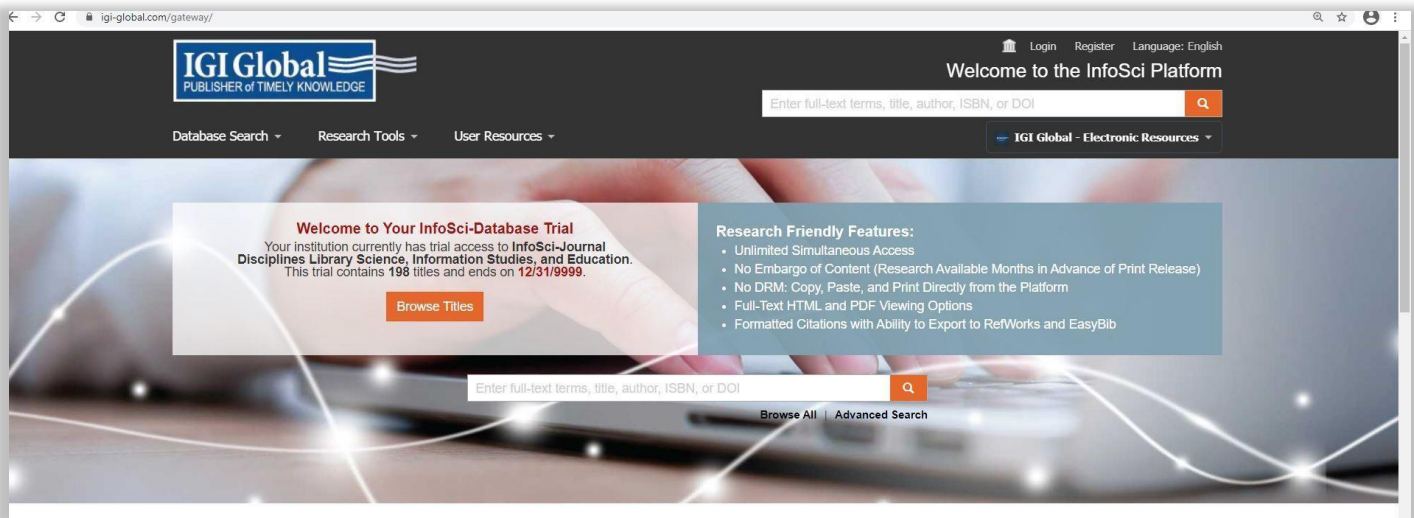 igi-global.com/gateway/
IGI Global
PUBLISHER of TIMELY KNOWLEDGE
Login Register Language: English
Welcome to the InfoSci Platform
Enter full-text terms, title, author, ISBN, or DOI
Database Search Research Tools User Resources
IGI Global - Electronic Resources
Welcome to Your InfoSci-Database Trial
Your institution currently has trial access to InfoSci-Journal
Disciplines Library Science, Information Studies, and Education.
This trial contains 198 titles and ends on 12/31/9999.
Browse Titles
Research Friendly Features:
• Unlimited Simultaneous Access
• No Embargo of Content (Research Available Months in Advance of Print Release)
• No DRM: Copy, Paste, and Print Directly from the Platform
• Full-Text HTML and PDF Viewing Options
• Formatted Citations with Ability to Export to RefWorks and EasyBib
Enter full-text terms, title, author, ISBN, or DOI
Browse All | Advanced Search